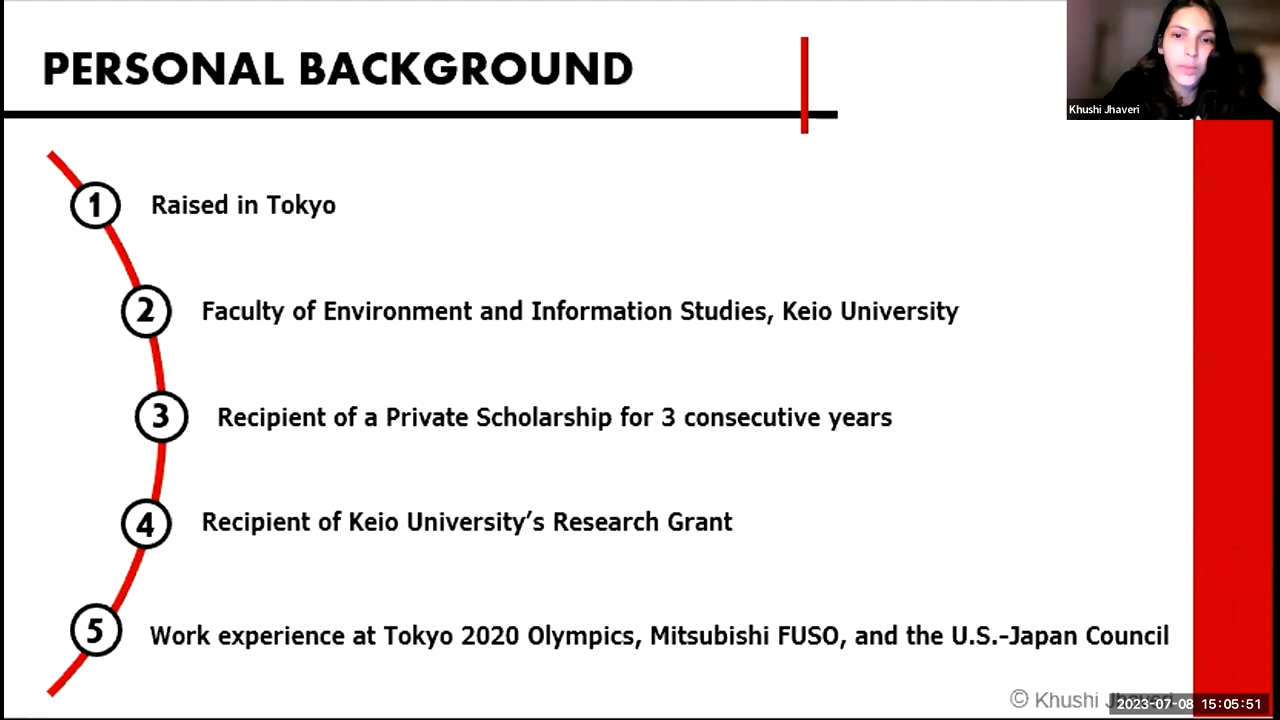 PERSONAL BACKGROUND
Khushi Jhaveri
1 Raised in Tokyo
2 Faculty of Environment and Information Studies, Keio University
3 Recipient of a Private Scholarship for 3 consecutive years
4 Recipient of Keio University’s Research Grant
5 Work experience at Tokyo 2020 Olympics, Mitsubishi FUSO, and the U.S.-Japan Council
© Khushi Jhaveri
2023-07-08 15:05:51